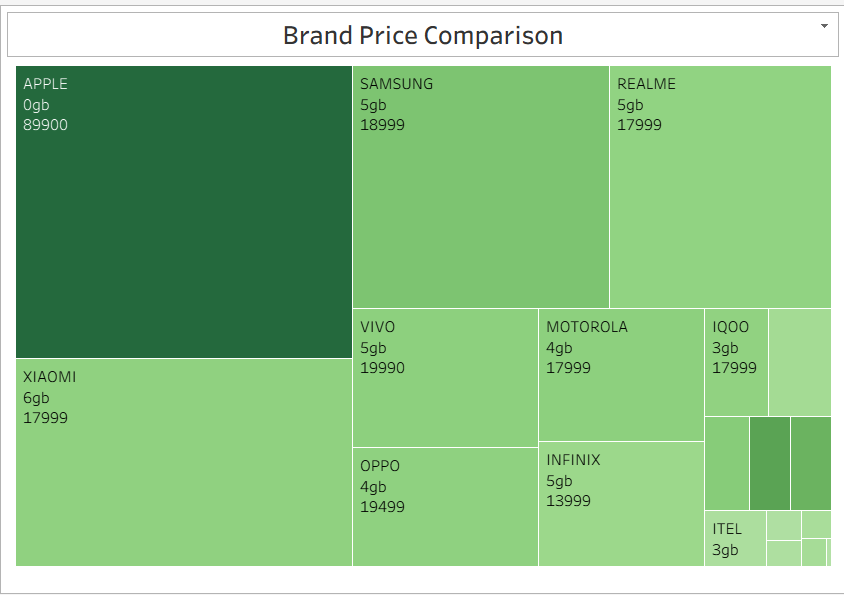 Brand Price Comparison
APPLE
0gb
89900
SAMSUNG
5gb
18999
REALME
5gb
17999
XIAOMI
6gb
17999
VIVO
5gb
19990
MOTOROLA
4gb
17999
IQOO
3gb
17999
OPPO
4gb
19499
INFINIX
5gb
13999
ITEL
3gb